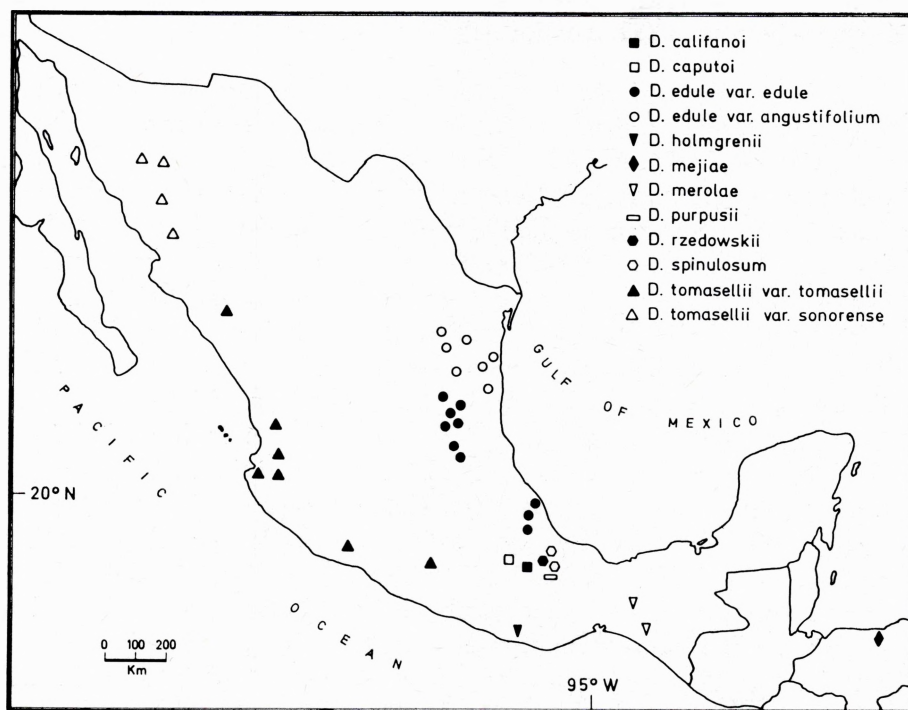 D. califanoi
D. caputoi
D. edule var. edule
D. edule var. angustifolium
D. holmgrenii
D. mejiae
D. merolae
D. purpusii
D. rzedowskii
D. spinulosum
D. tomasellii var. tomasellii
D. tomasellii var. sonorense
GULF OF MEXICO
PACIFIC OCEAN
20°N
0 100 200
Km
95°W